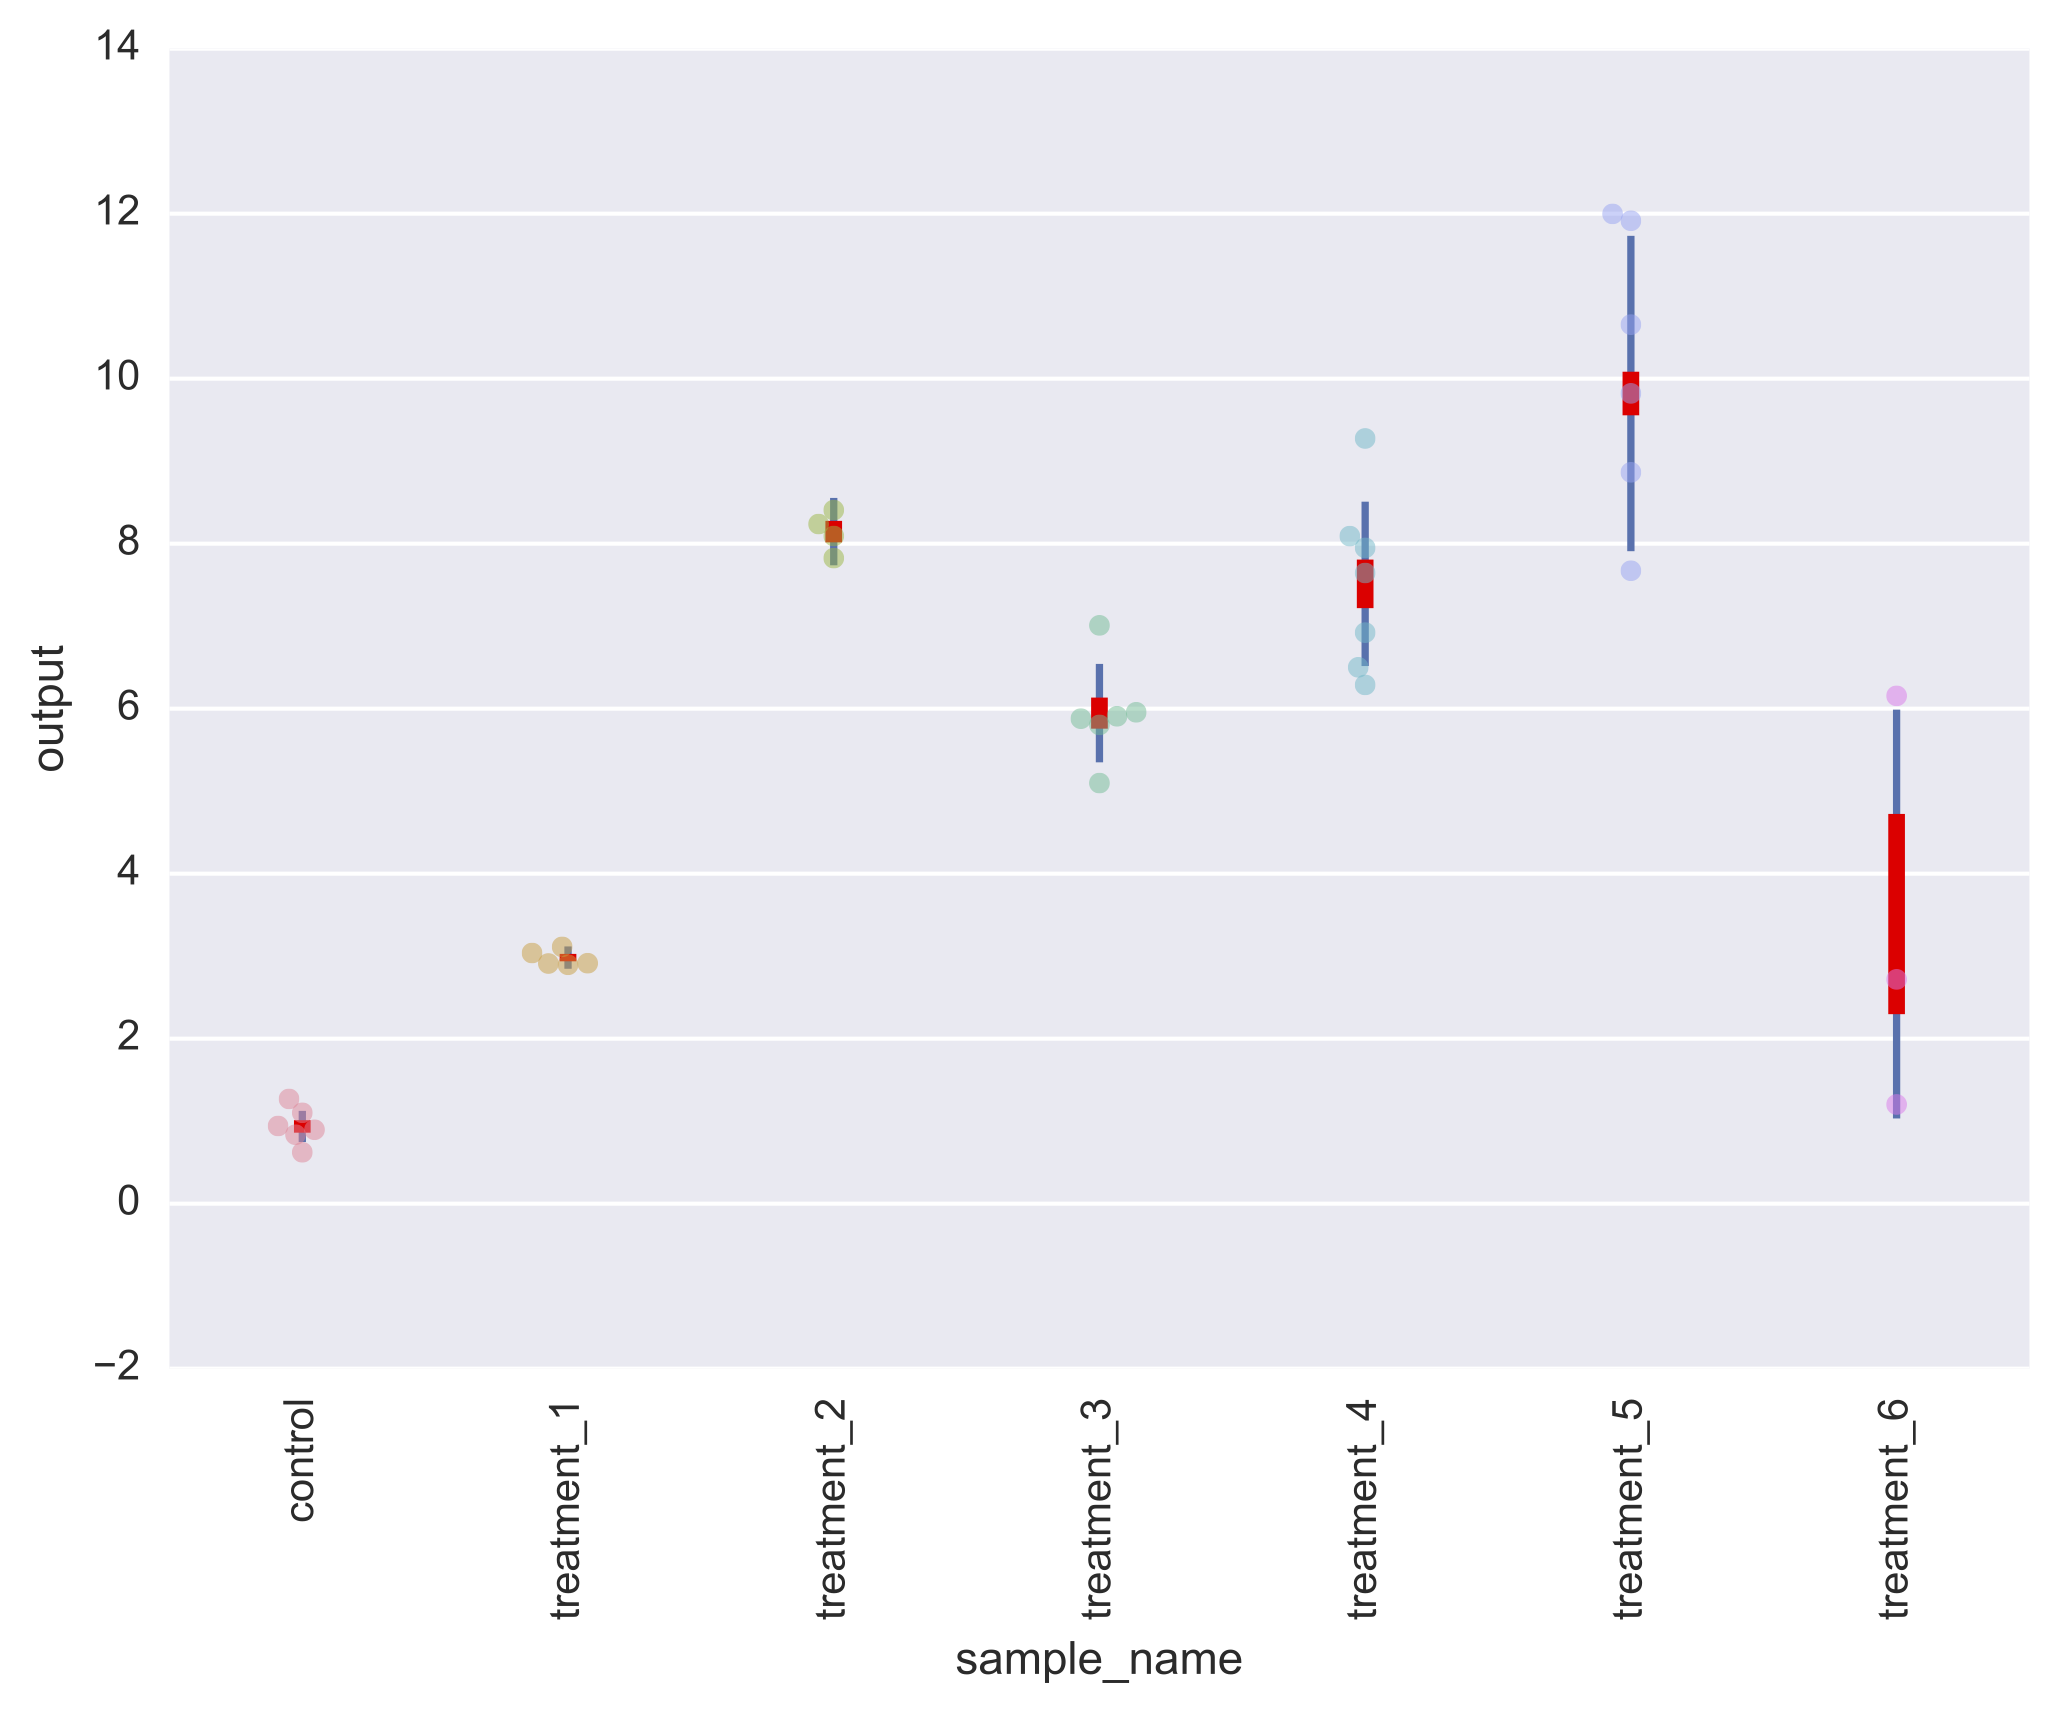 14
12
10
8
6
4
2
0
−2
output
control
treatment_1
treatment_2
treatment_3
treatment_4
treatment_5
treatment_6
sample_name